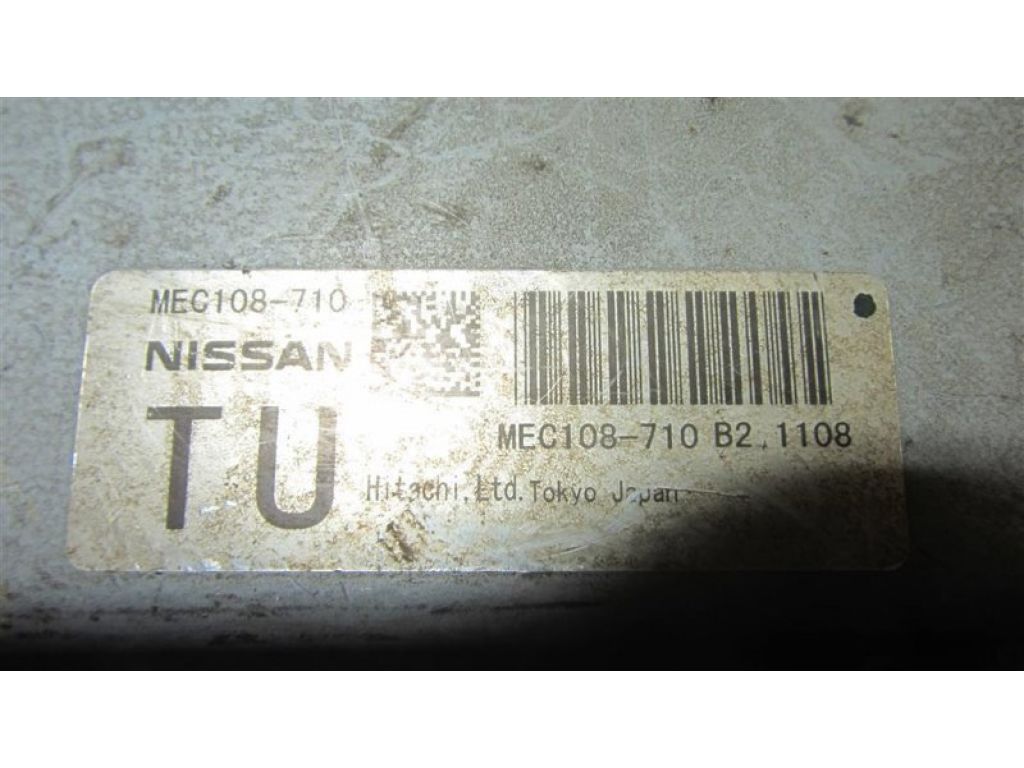 MEC108-710
NISSAN
TU
MEC108-710 B2.1108
Hitachi,Ltd.Tokyo Japan